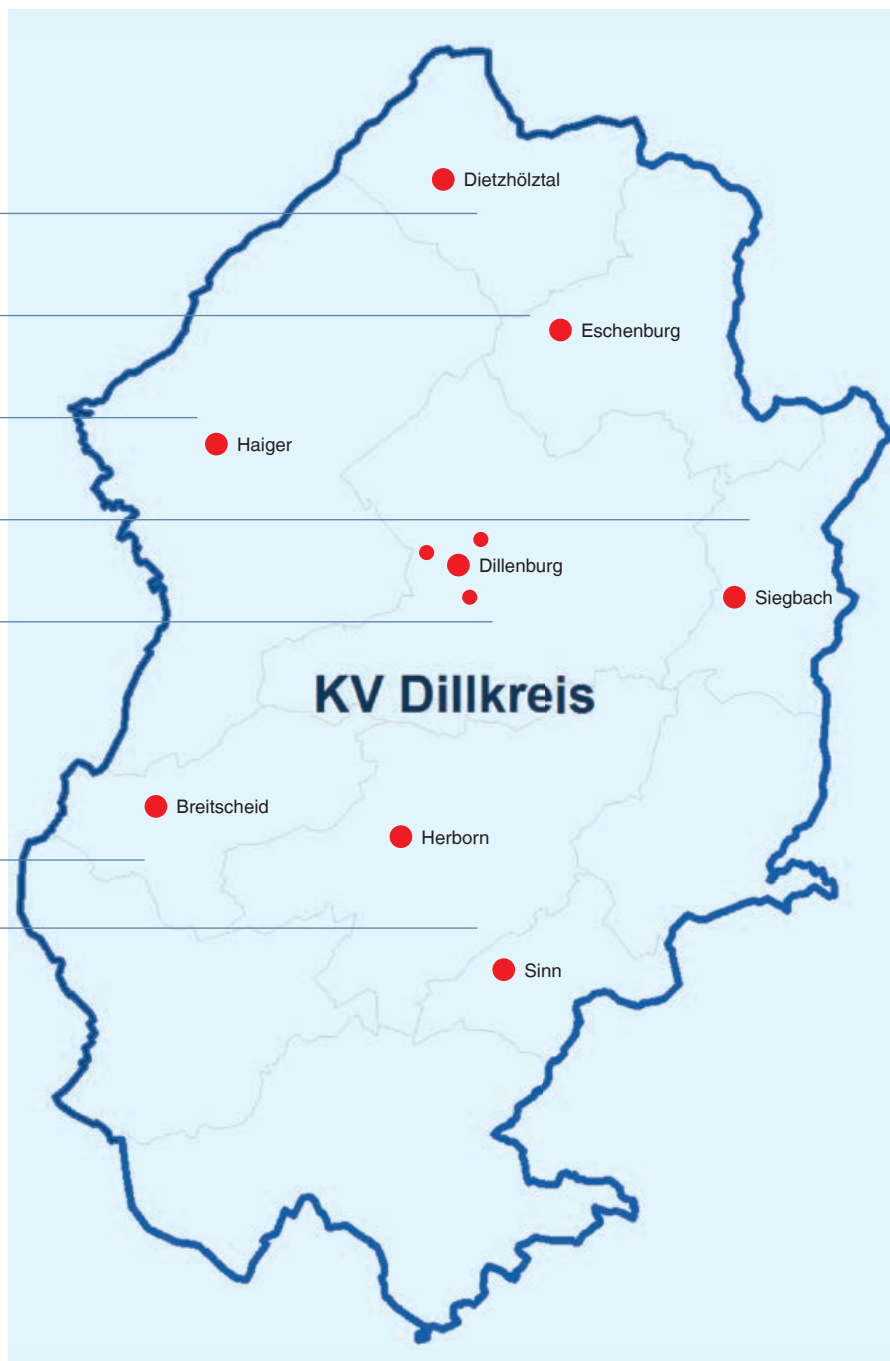 Dietzhölztal
Eschenburg
Haiger
Dillenburg
Siegbach
KV Dillkreis
Breitscheid
Herborn
Sinn